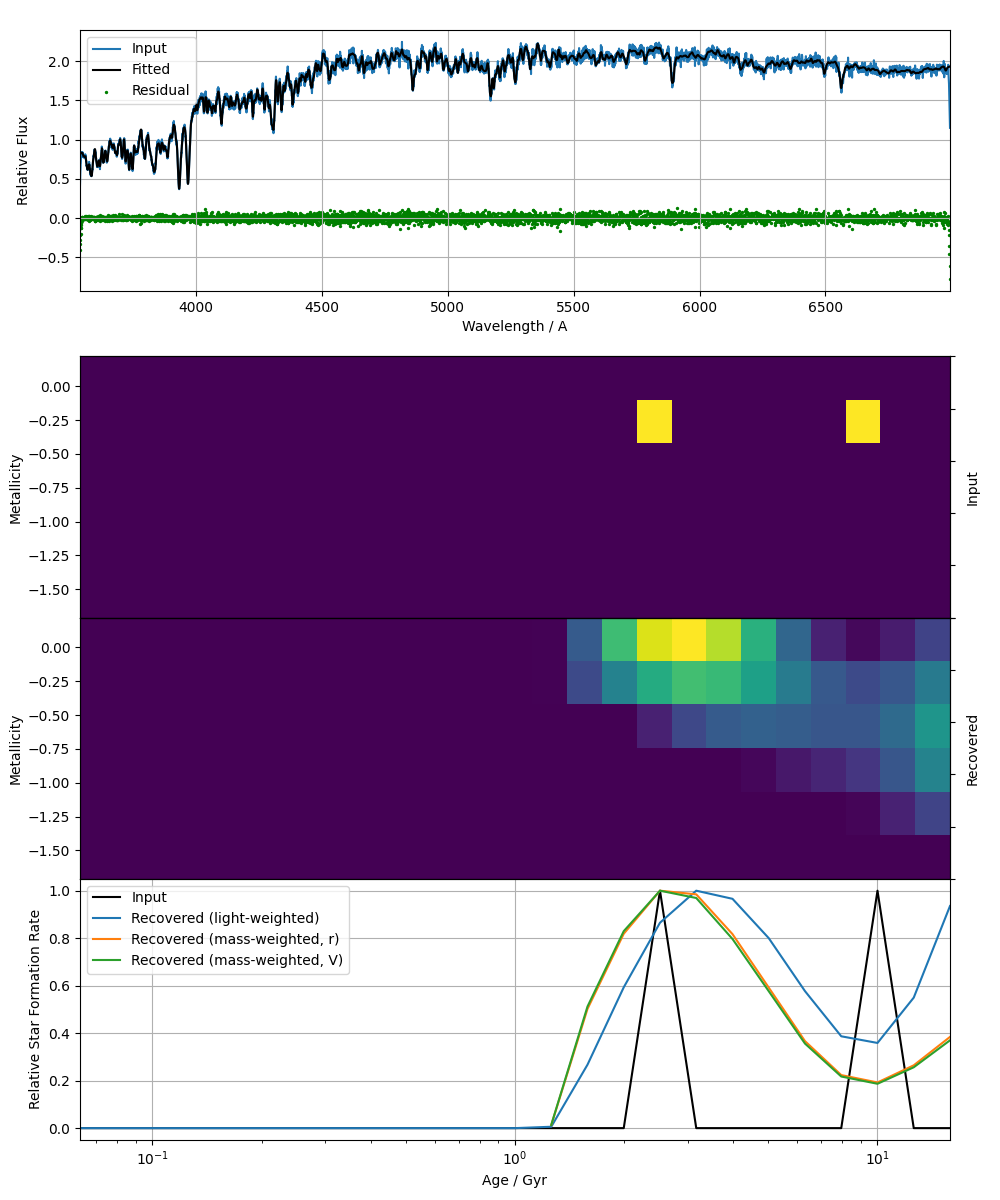 Input
Fitted
Residual
2.0
1.5
1.0
0.5
0.0
−0.5
Relative Flux
4000 4500 5000 5500 6000 6500
Wavelength / A
0.00
−0.25
−0.50
−0.75
−1.00
−1.25
−1.50
Metallicity
Input
0.00
−0.25
−0.50
−0.75
−1.00
−1.25
−1.50
Metallicity
Recovered
Input
Recovered (light-weighted)
Recovered (mass-weighted, r)
Recovered (mass-weighted, V)
1.0
0.8
0.6
0.4
0.2
0.0
Relative Star Formation Rate
10⁻¹ 10⁰ 10¹
Age / Gyr